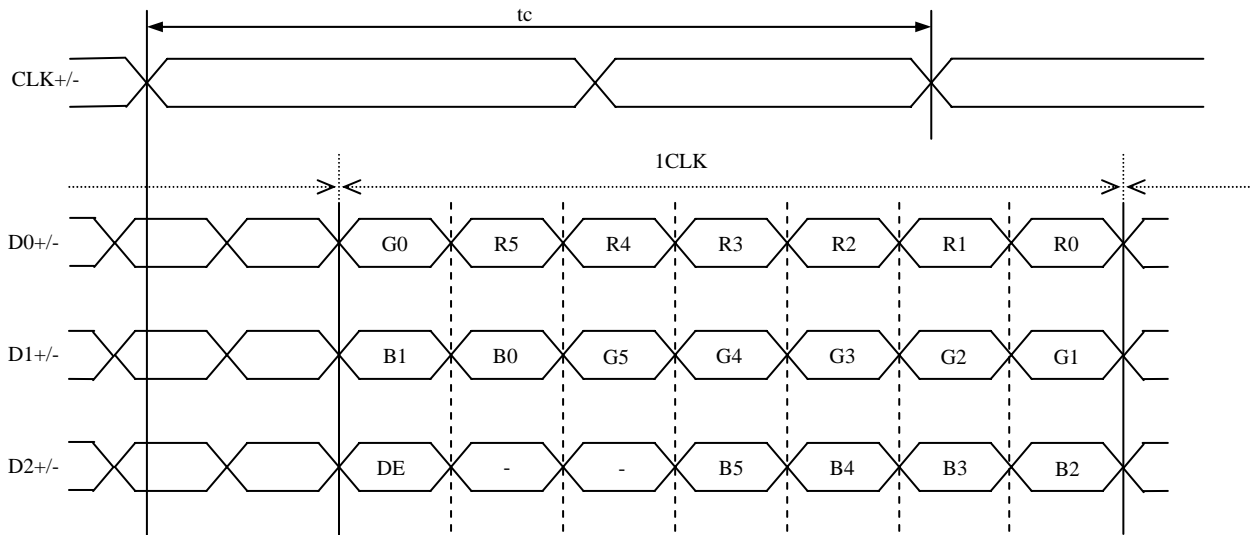 tc
CLK+/-
1CLK
D0+/- G0 R5 R4 R3 R2 R1 R0
D1+/- B1 B0 G5 G4 G3 G2 G1
D2+/- DE - - B5 B4 B3 B2